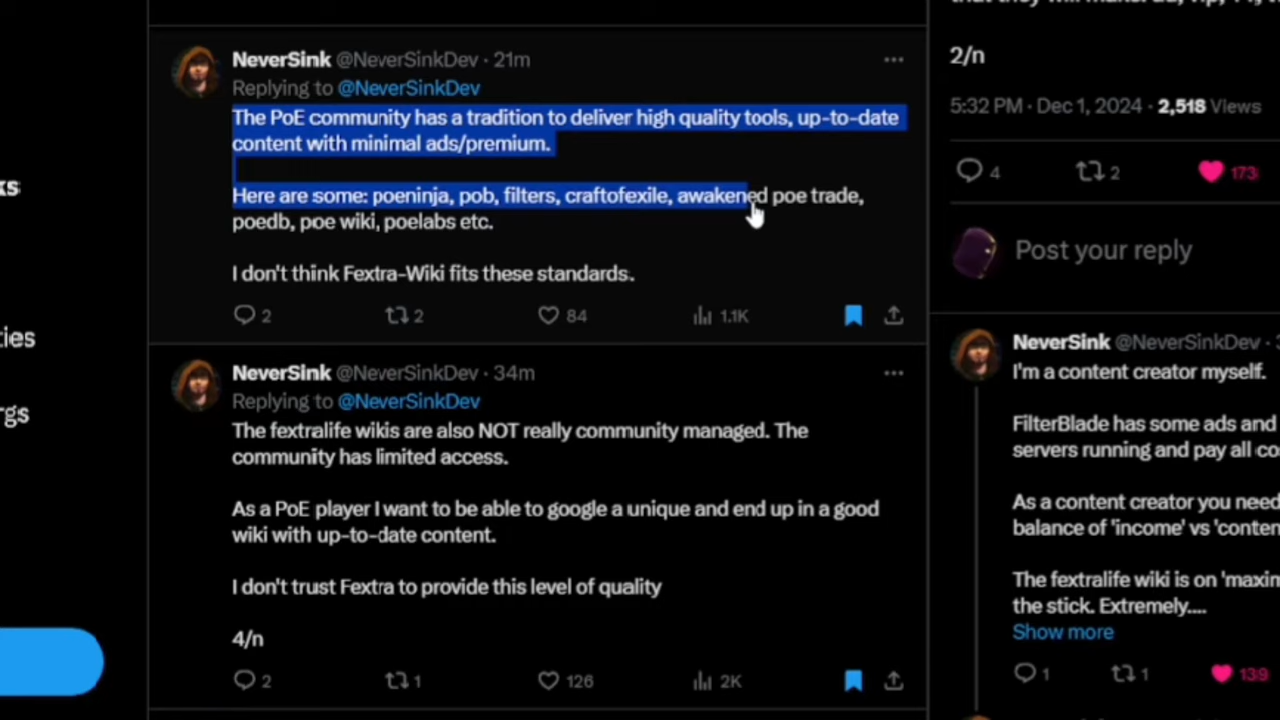 ks
ties
rgs
NeverSink @NeverSinkDev · 21m
Replying to @NeverSinkDev
The PoE community has a tradition to deliver high quality tools, up-to-date
content with minimal ads/premium.
Here are some: poeninja, pob, filters, craftofexile, awakened poe trade,
poedb, poe wiki, poelabs etc.
I don't think Fextra-Wiki fits these standards.
2 2 84 1.1K
NeverSink @NeverSinkDev · 34m
Replying to @NeverSinkDev
The fextralife wikis are also NOT really community managed. The
community has limited access.
As a PoE player I want to be able to google a unique and end up in a good
wiki with up-to-date content.
I don't trust Fextra to provide this level of quality
4/n
2 1 126 2K
2/n
5:32 PM · Dec 1, 2024 · 2,518 Views
4 2 173
Post your reply
NeverSink @NeverSinkDev ·
I'm a content creator myself.
FilterBlade has some ads and
servers running and pay all co
As a content creator you need
balance of 'income' vs 'conten
The fextralife wiki is on 'maxin
the stick. Extremely....
Show more
1 1 139